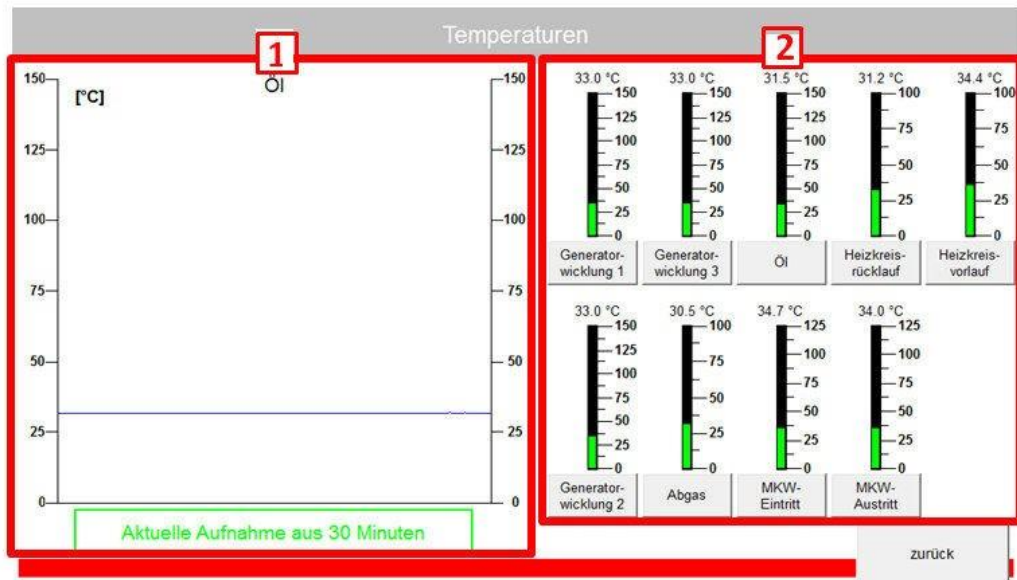 Temperaturen
1
2
Öl
[°C]
150
125
100
75
50
25
0
150
125
100
75
50
25
0
Aktuelle Aufnahme aus 30 Minuten
33.0 °C
150
125
100
75
50
25
0
Generator-
wicklung 1
33.0 °C
150
125
100
75
50
25
0
Generator-
wicklung 3
31.5 °C
150
125
100
75
50
25
0
Öl
31.2 °C
100
75
50
25
0
Heizkreis-
rücklauf
34.4 °C
100
75
50
25
0
Heizkreis-
vorlauf
33.0 °C
150
125
100
75
50
25
0
Generator-
wicklung 2
30.5 °C
100
75
50
25
0
Abgas
34.7 °C
125
100
75
50
25
0
MKW-
Eintritt
34.0 °C
125
100
75
50
25
0
MKW-
Austritt
zurück